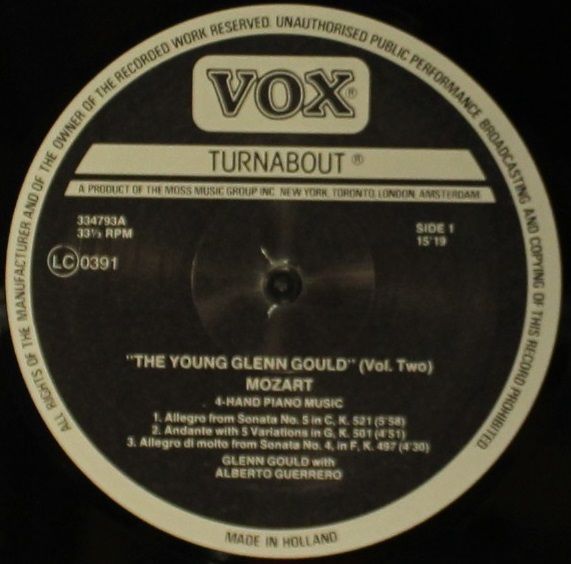 ALL RIGHTS OF THE MANUFACTURER AND OF THE OWNER OF THE RECORDED WORK RESERVED. UNAUTHORISED PUBLIC PERFORMANCE BROADCASTING AND COPYING OF THIS RECORD PROHIBITED
VOX®
TURNABOUT®
A PRODUCT OF THE MOSS MUSIC GROUP INC. NEW YORK, TORONTO, LONDON, AMSTERDAM.
334793A
33⅓ RPM
LC 0391
SIDE 1
15'19
"THE YOUNG GLENN GOULD" (Vol. Two)
MOZART
4-HAND PIANO MUSIC
1. Allegro from Sonata No. 5 in C, K. 521 (5'58)
2. Andante with 5 Variations in G, K. 501 (4'51)
3. Allegro di molto from Sonata No. 4, in F, K. 497 (4'30)
GLENN GOULD with
ALBERTO GUERRERO
MADE IN HOLLAND